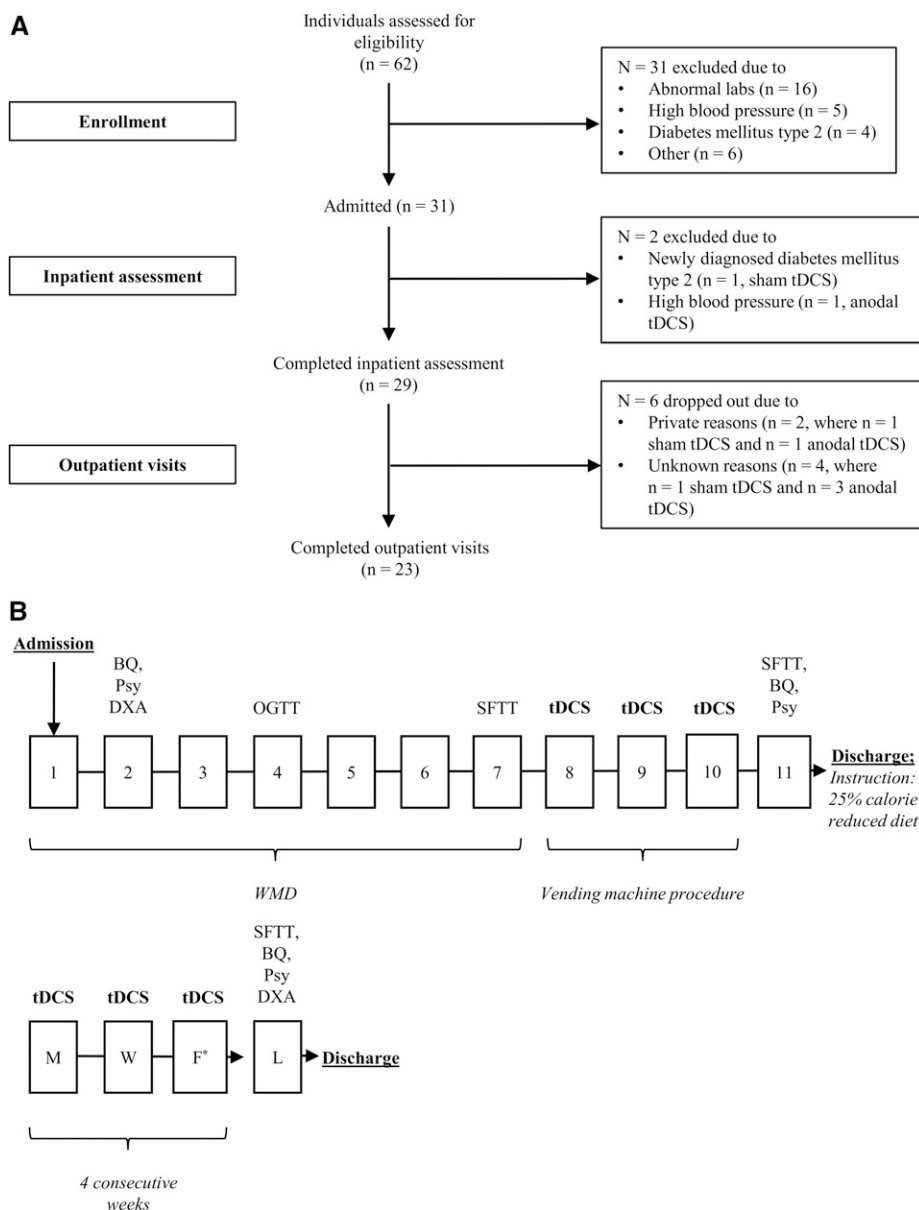 A
Individuals assessed for
eligibility
(n = 62)
N = 31 excluded due to
• Abnormal labs (n = 16)
• High blood pressure (n = 5)
• Diabetes mellitus type 2 (n = 4)
• Other (n = 6)
Enrollment
Admitted (n = 31)
N = 2 excluded due to
• Newly diagnosed diabetes mellitus
type 2 (n = 1, sham tDCS)
• High blood pressure (n = 1, anodal
tDCS)
Inpatient assessment
Completed inpatient assessment
(n = 29)
N = 6 dropped out due to
• Private reasons (n = 2, where n = 1
sham tDCS and n = 1 anodal tDCS)
• Unknown reasons (n = 4, where
n = 1 sham tDCS and n = 3 anodal
tDCS)
Outpatient visits
Completed outpatient visits
(n = 23)
B
Admission
BQ,
Psy
DXA
OGTT
SFTT
tDCS
tDCS
tDCS
SFTT,
BQ,
Psy
1
2
3
4
5
6
7
8
9
10
11
Discharge:
Instruction:
25% calorie
reduced diet
WMD
Vending machine procedure
tDCS
tDCS
tDCS
SFTT,
BQ,
Psy
DXA
M
W
F*
L
Discharge
4 consecutive
weeks